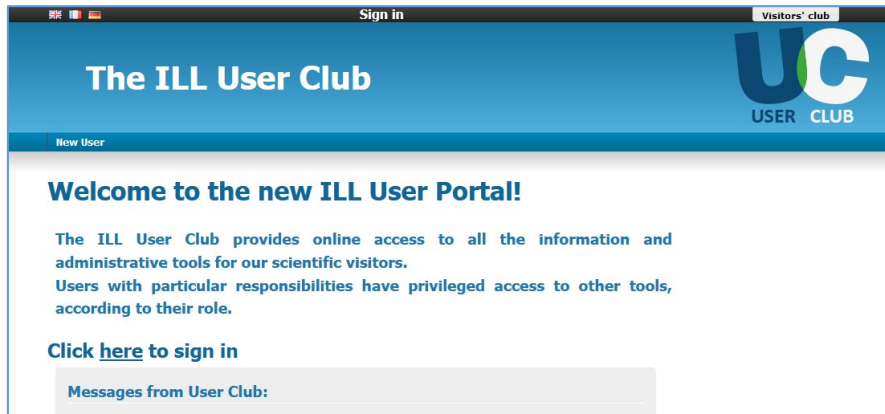 Sign in
Visitors' club
The ILL User Club
UC
USER CLUB
New User
Welcome to the new ILL User Portal!
The ILL User Club provides online access to all the information and
administrative tools for our scientific visitors.
Users with particular responsibilities have privileged access to other tools,
according to their role.
Click here to sign in
Messages from User Club: